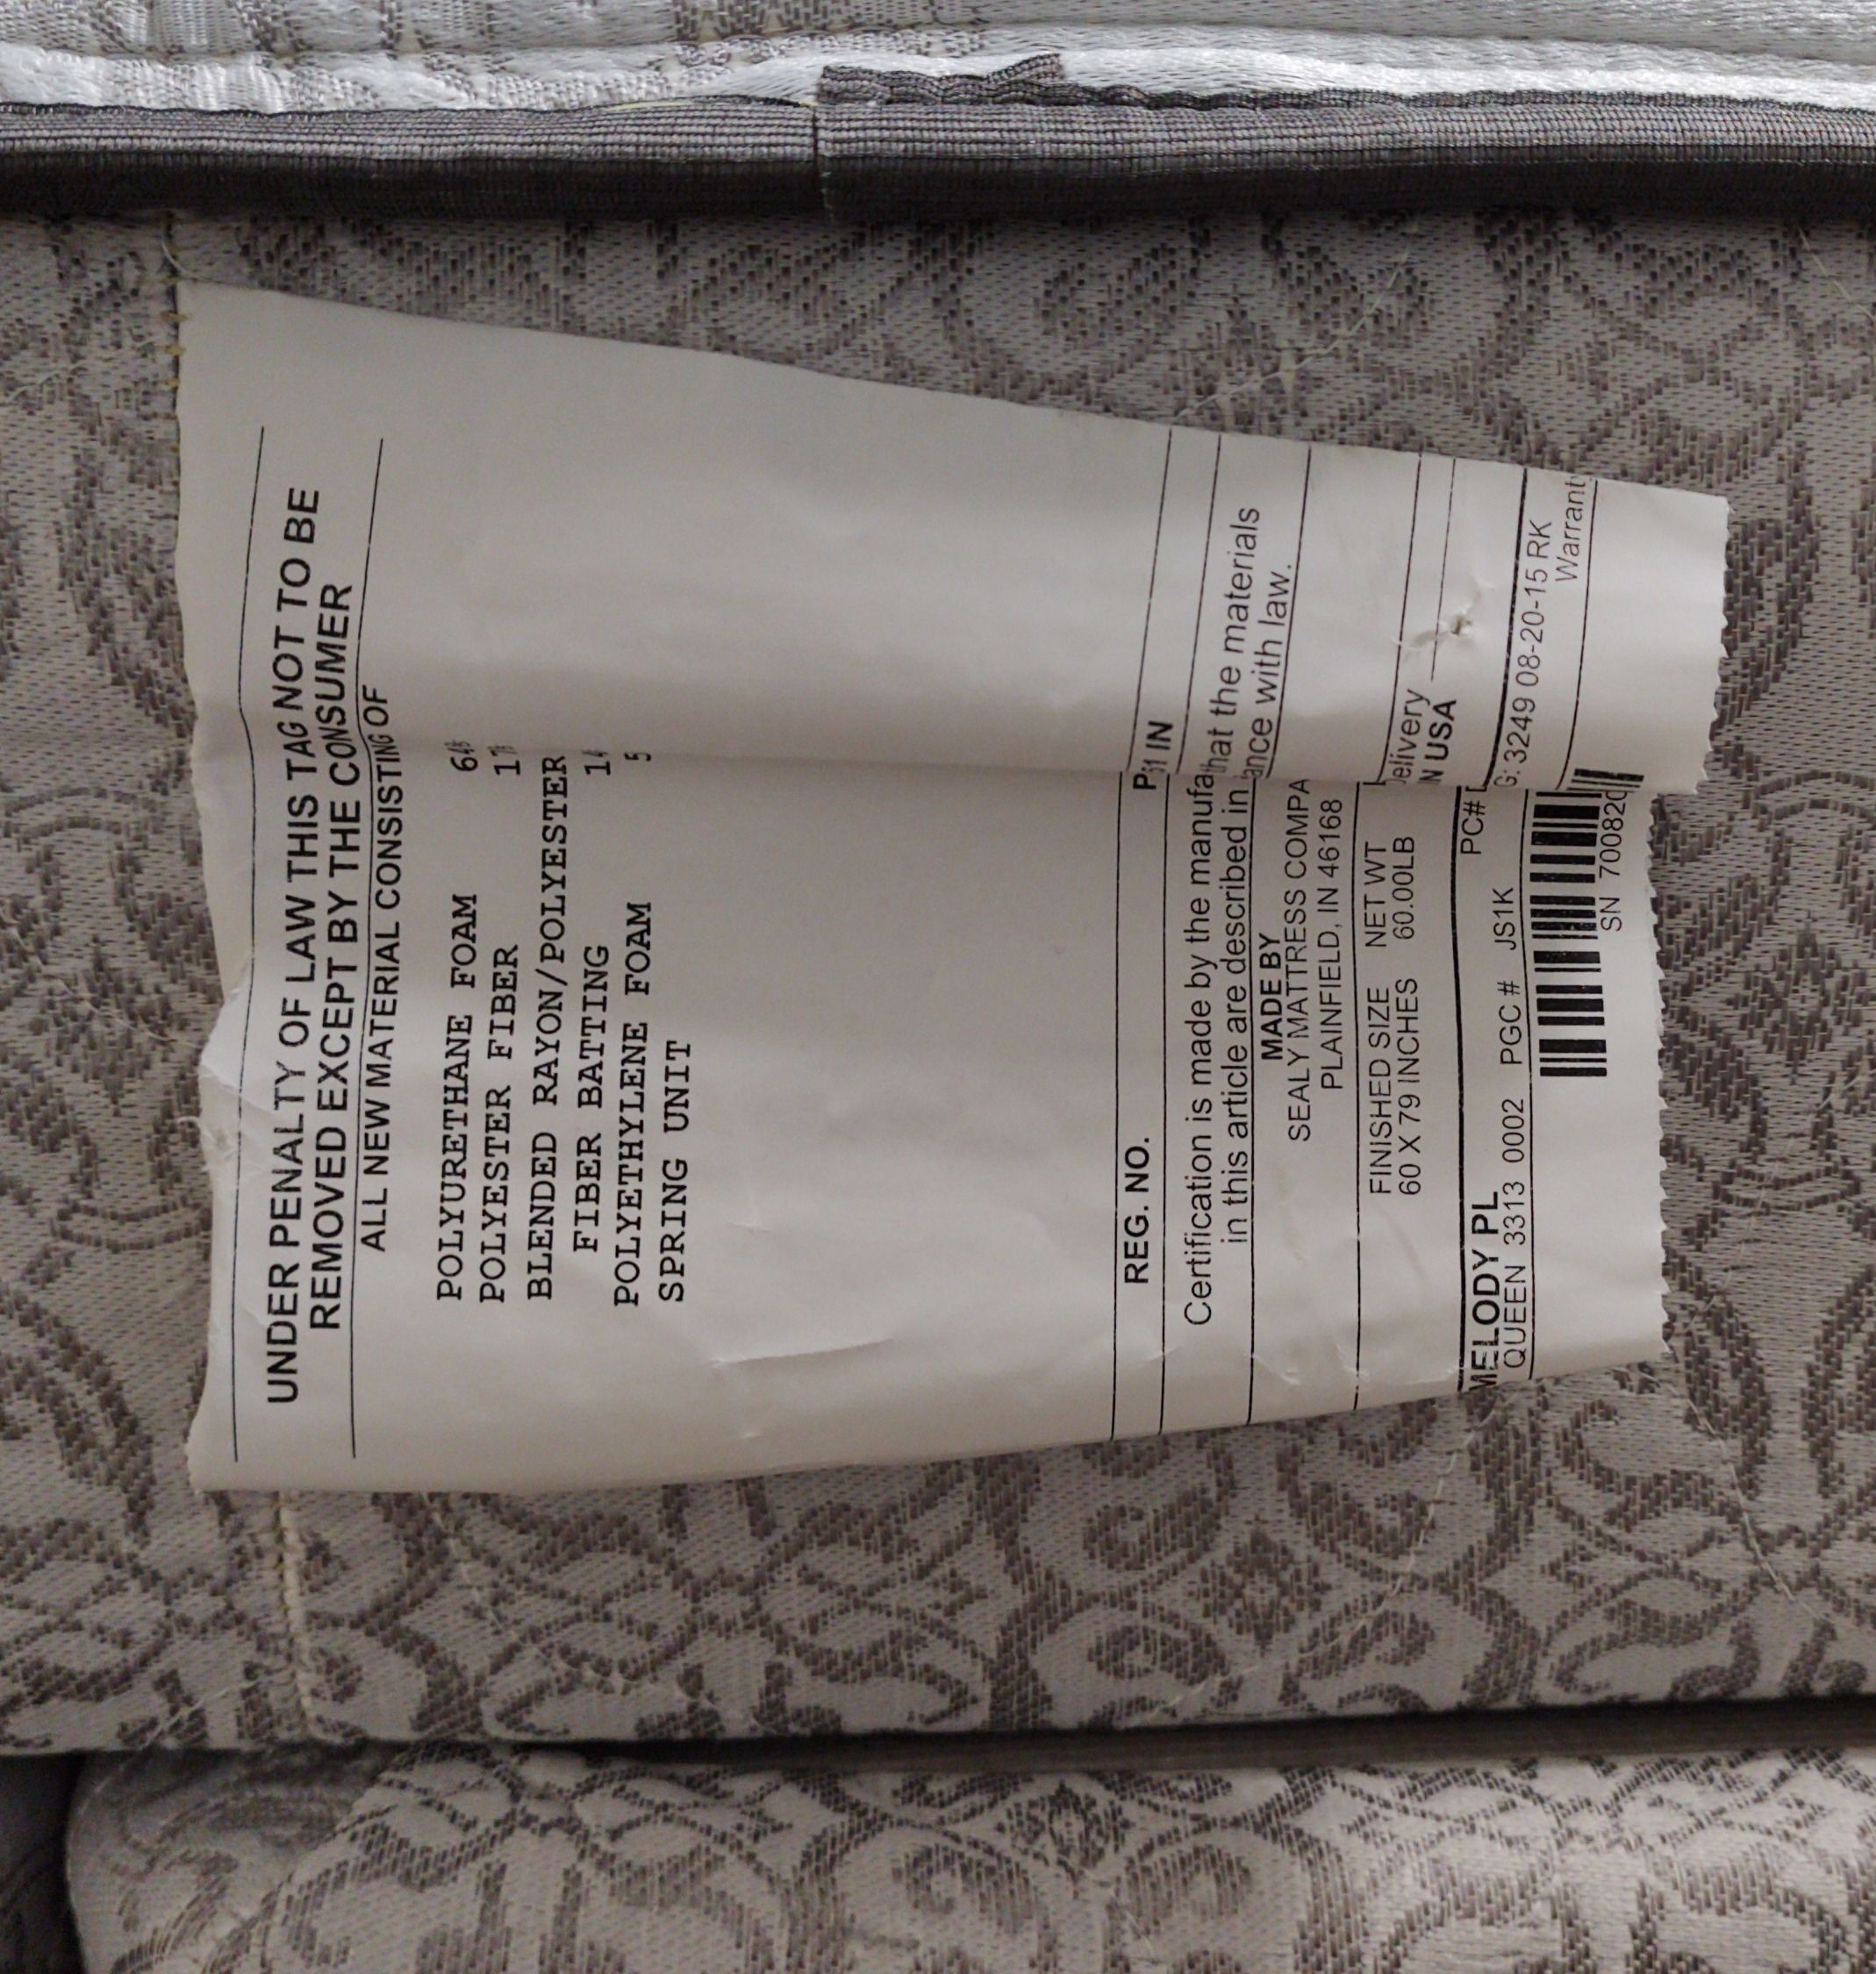 UNDER PENALTY OF LAW THIS TAG NOT TO BE
REMOVED EXCEPT BY THE CONSUMER
ALL NEW MATERIAL CONSISTING OF
POLYURETHANE FOAM
POLYESTER FIBER
BLENDED RAYON/POLYESTER
FIBER BATTING
POLYETHYLENE FOAM
SPRING UNIT
REG. NO. IN
Certification is made by the that the materials
in this article are described in with law.
MADE BY
SEALY MATTRESS
PLAINFIELD, IN 46168
FINISHED SIZE NET WT
60 X 79 INCHES 60.00LB
USA
MELODY PL PC#
QUEEN 3313 0002 PGC # JS1K 3249 08-20-15 RK
Warranty
SN 70082